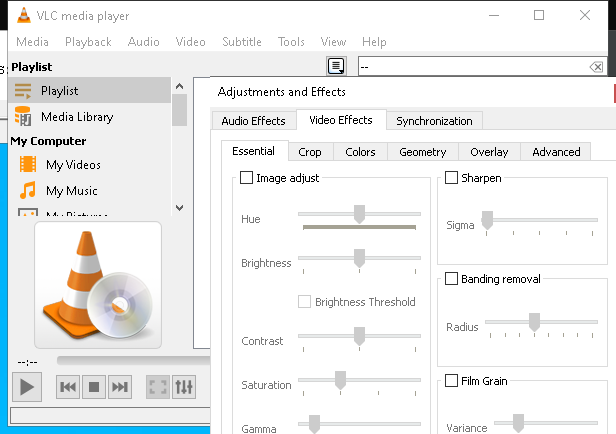 VLC media player
Media Playback Audio Video Subtitle Tools View Help
Playlist
--
Playlist
Media Library
My Computer
My Videos
My Music
My Pictures
--:--
Adjustments and Effects
Audio Effects Video Effects Synchronization
Essential Crop Colors Geometry Overlay Advanced
Image adjust
Hue
Brightness
Brightness Threshold
Contrast
Saturation
Gamma
Sharpen
Sigma
Banding removal
Radius
Film Grain
Variance